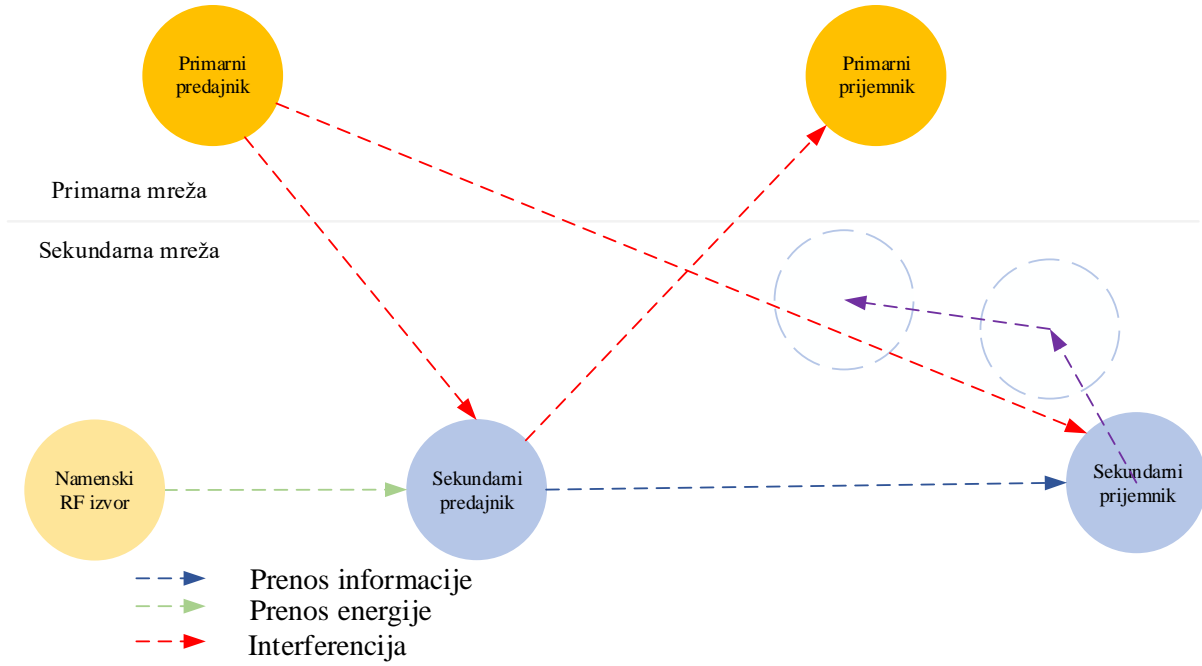 Primarni
predajnik
Primarni
prijemnik
Primarna mreža
Sekundarna mreža
Namenski
RF izvor
Sekundarni
predajnik
Sekundarni
prijemnik
Prenos informacije
Prenos energije
Interferencija